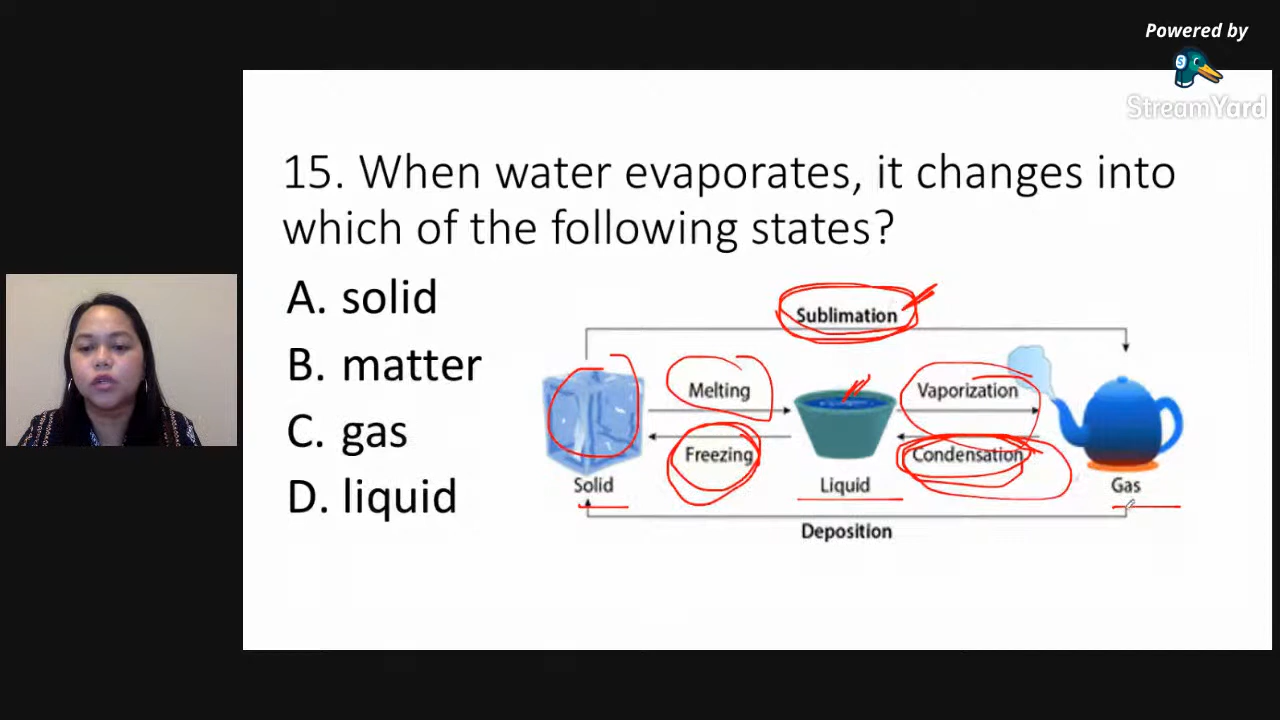 Powered by
StreamYard
15. When water evaporates, it changes into
which of the following states?
A. solid
B. matter
C. gas
D. liquid
Sublimation
Melting
Vaporization
Freezing
Condensation
Solid
Liquid
Gas
Deposition